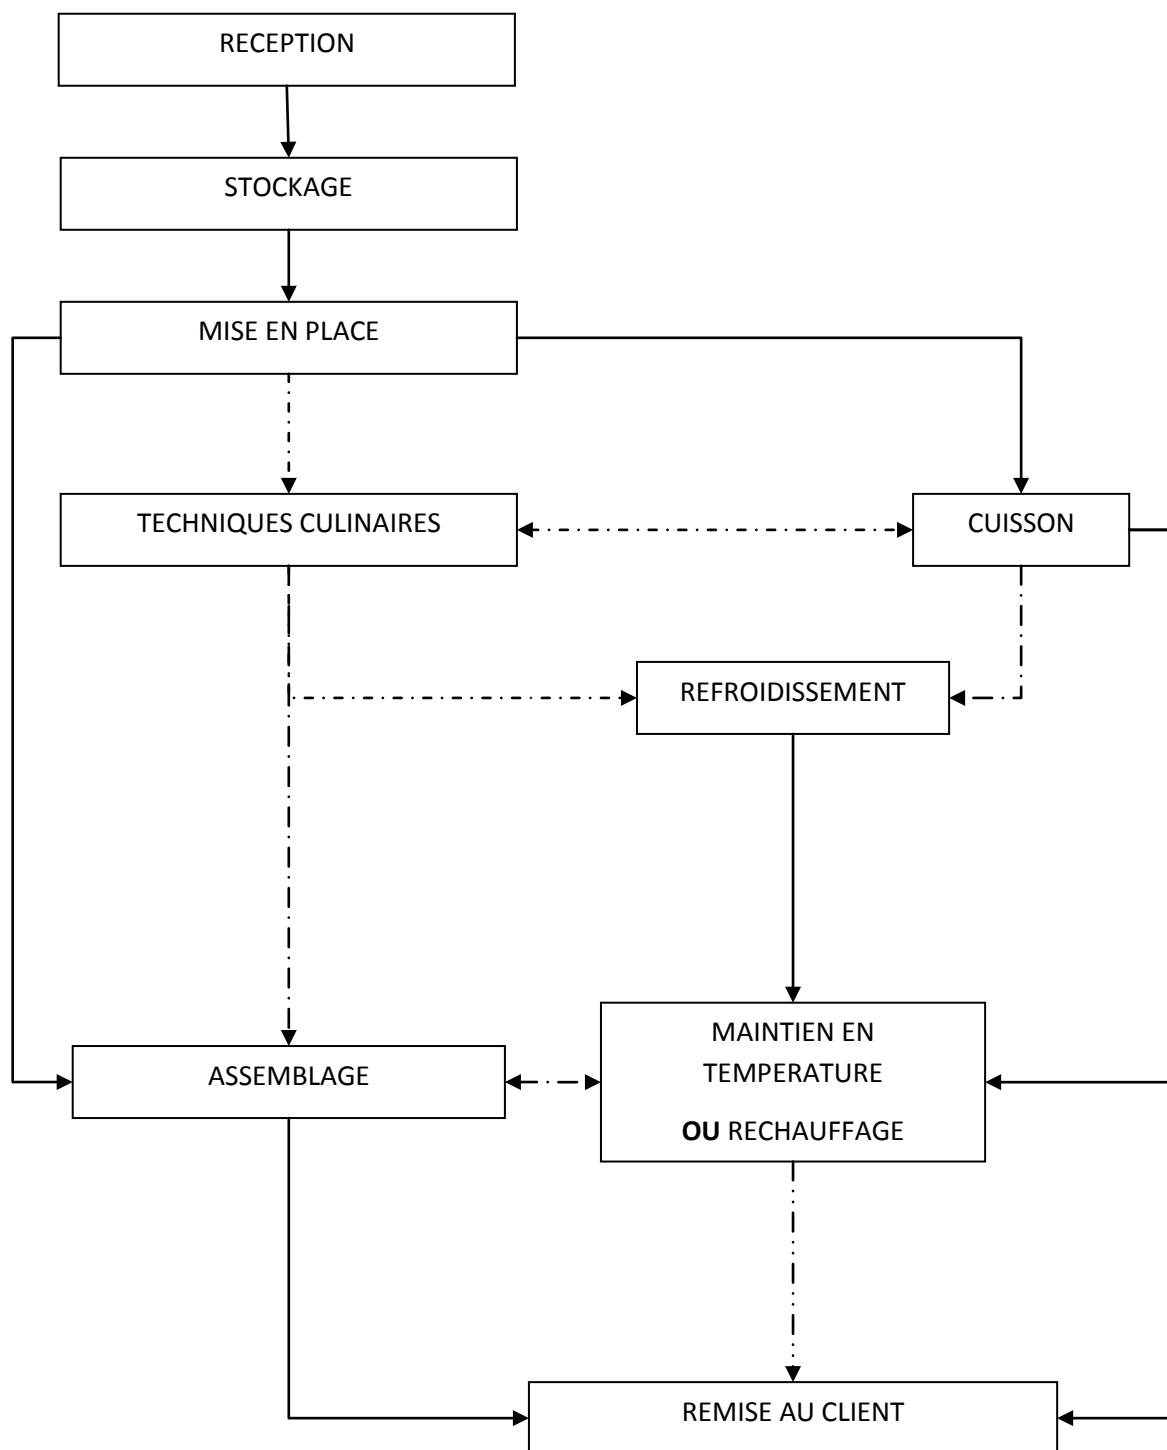 RECEPTION
STOCKAGE
MISE EN PLACE
TECHNIQUES CULINAIRES
CUISSON
REFROIDISSEMENT
ASSEMBLAGE
MAINTIEN EN
TEMPERATURE
OU RECHAUFFAGE
REMISE AU CLIENT